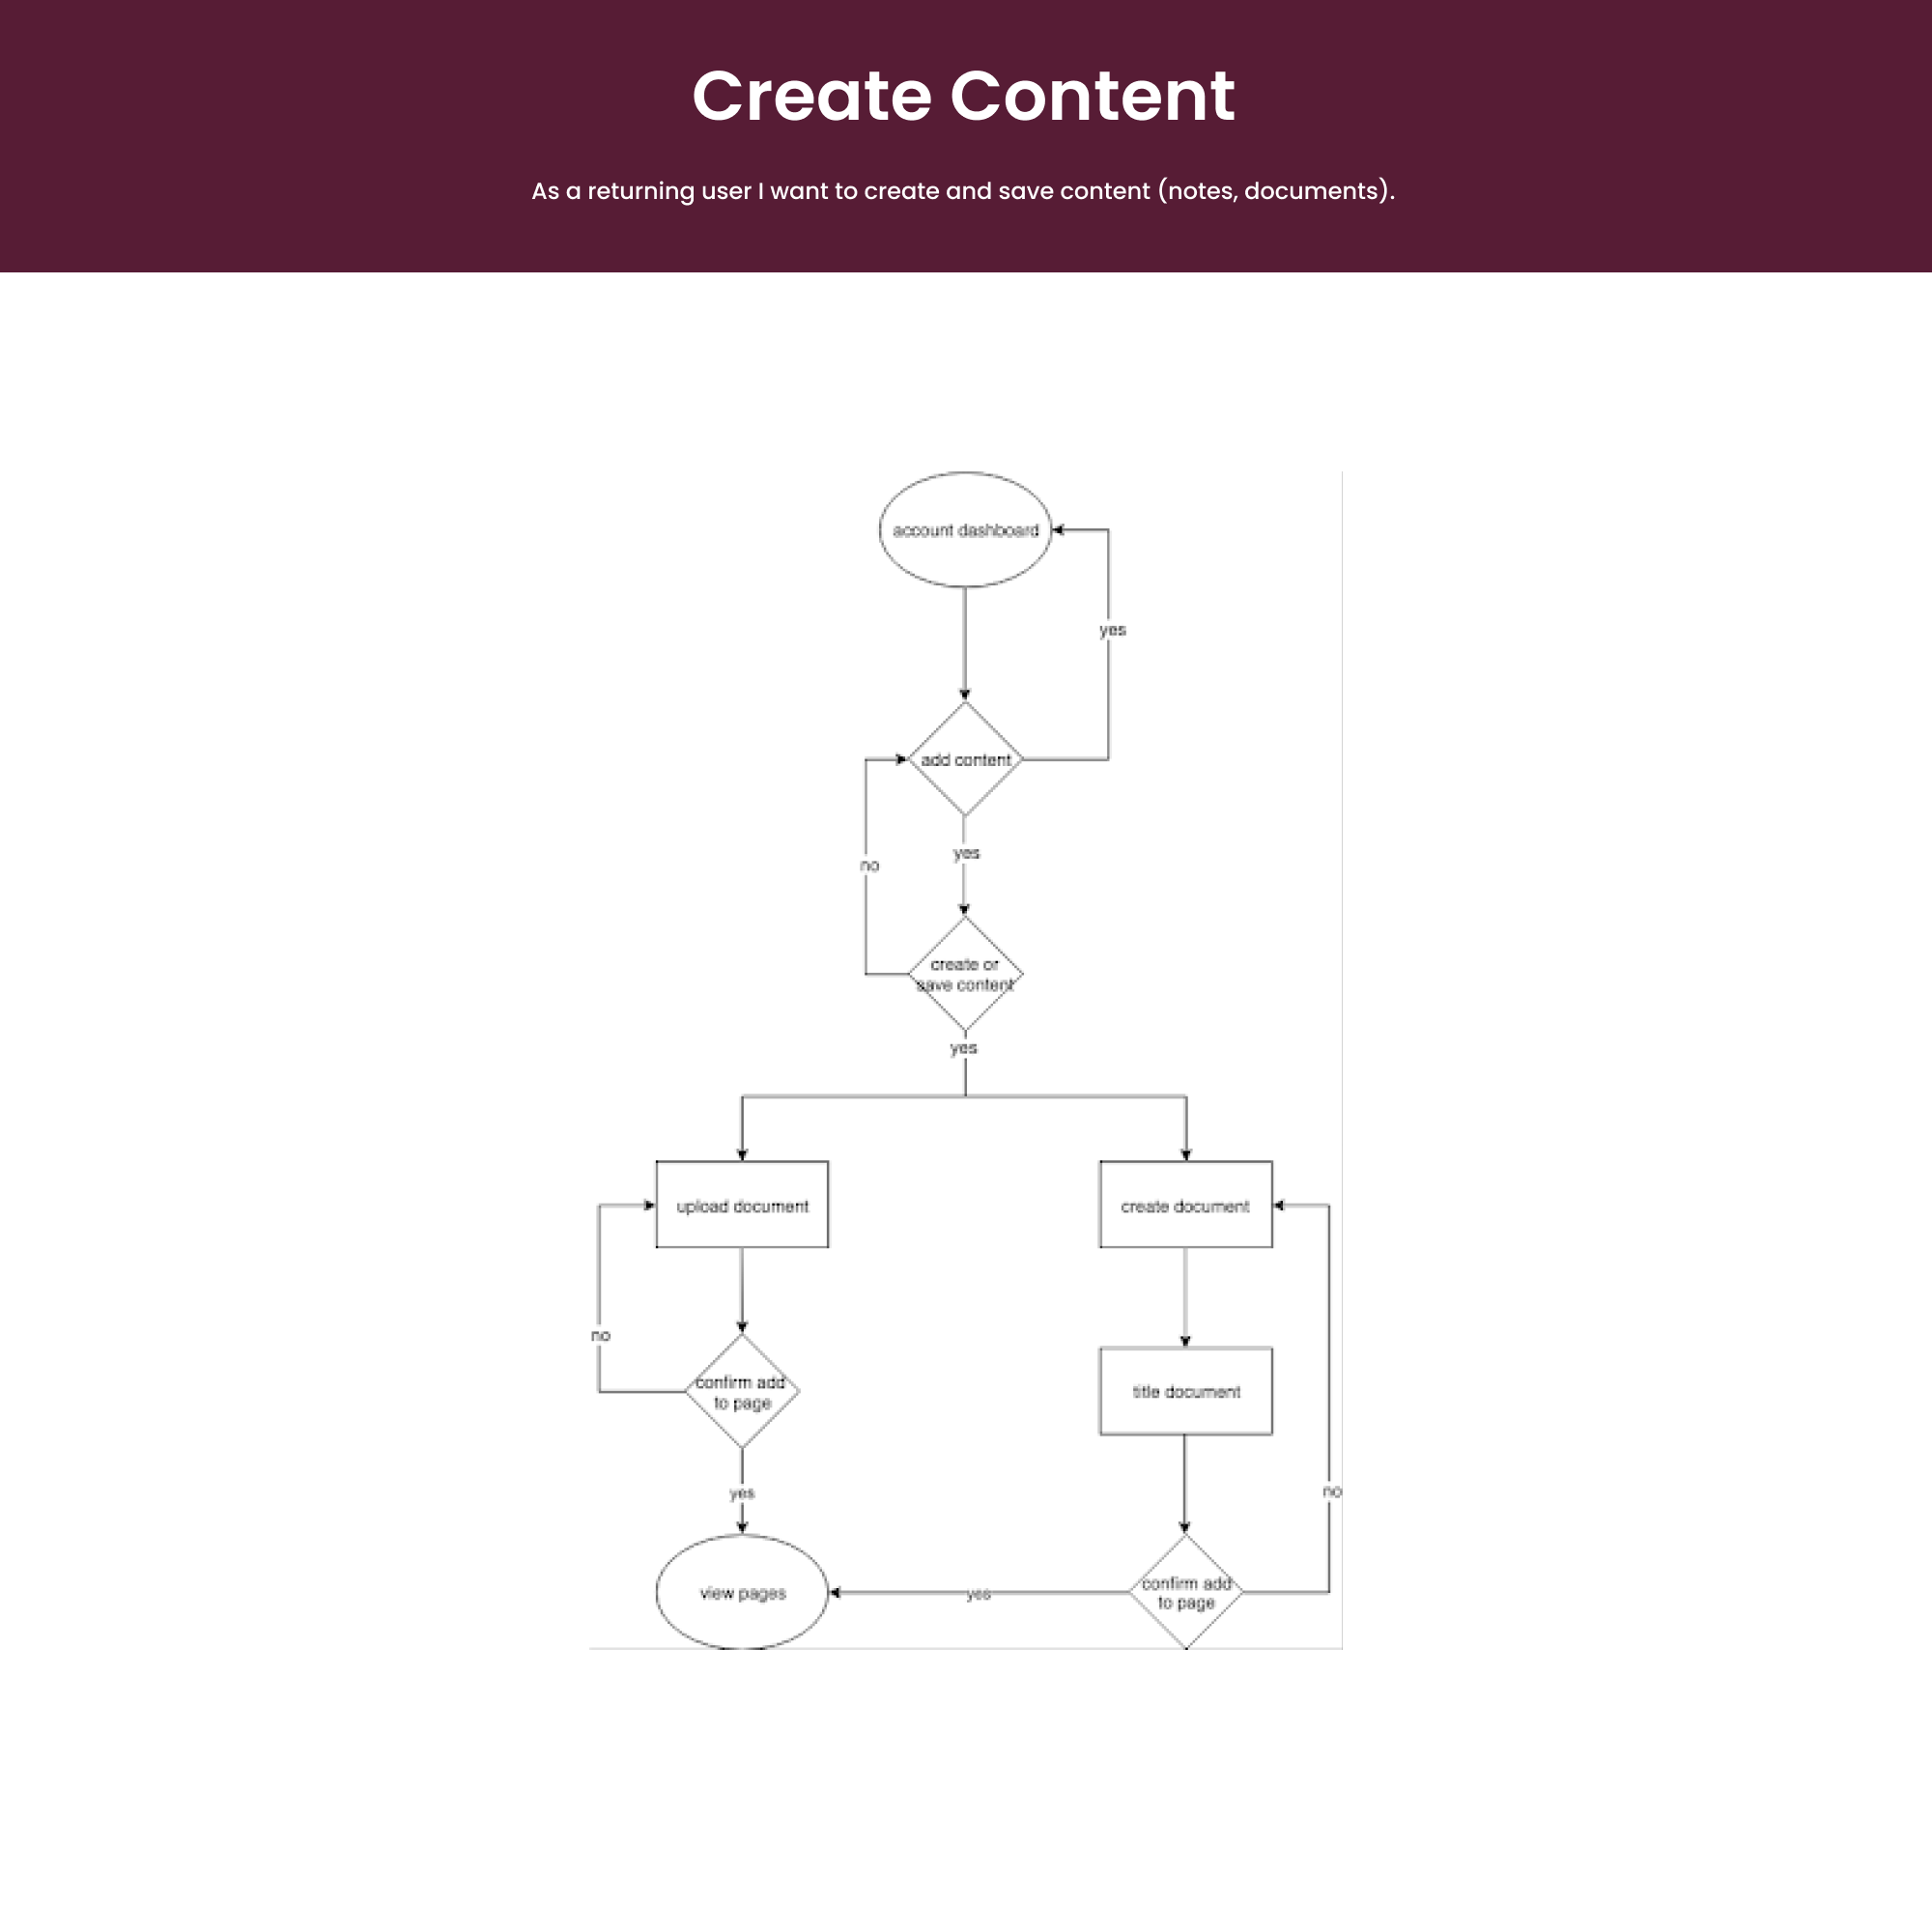 Create Content
As a returning user I want to create and save content (notes, documents).
account dashboard
yes
add content
yes
no
create or
save content
yes
upload document
create document
no
confirm add
to page
title document
yes
no
view pages
yes
confirm add
to page